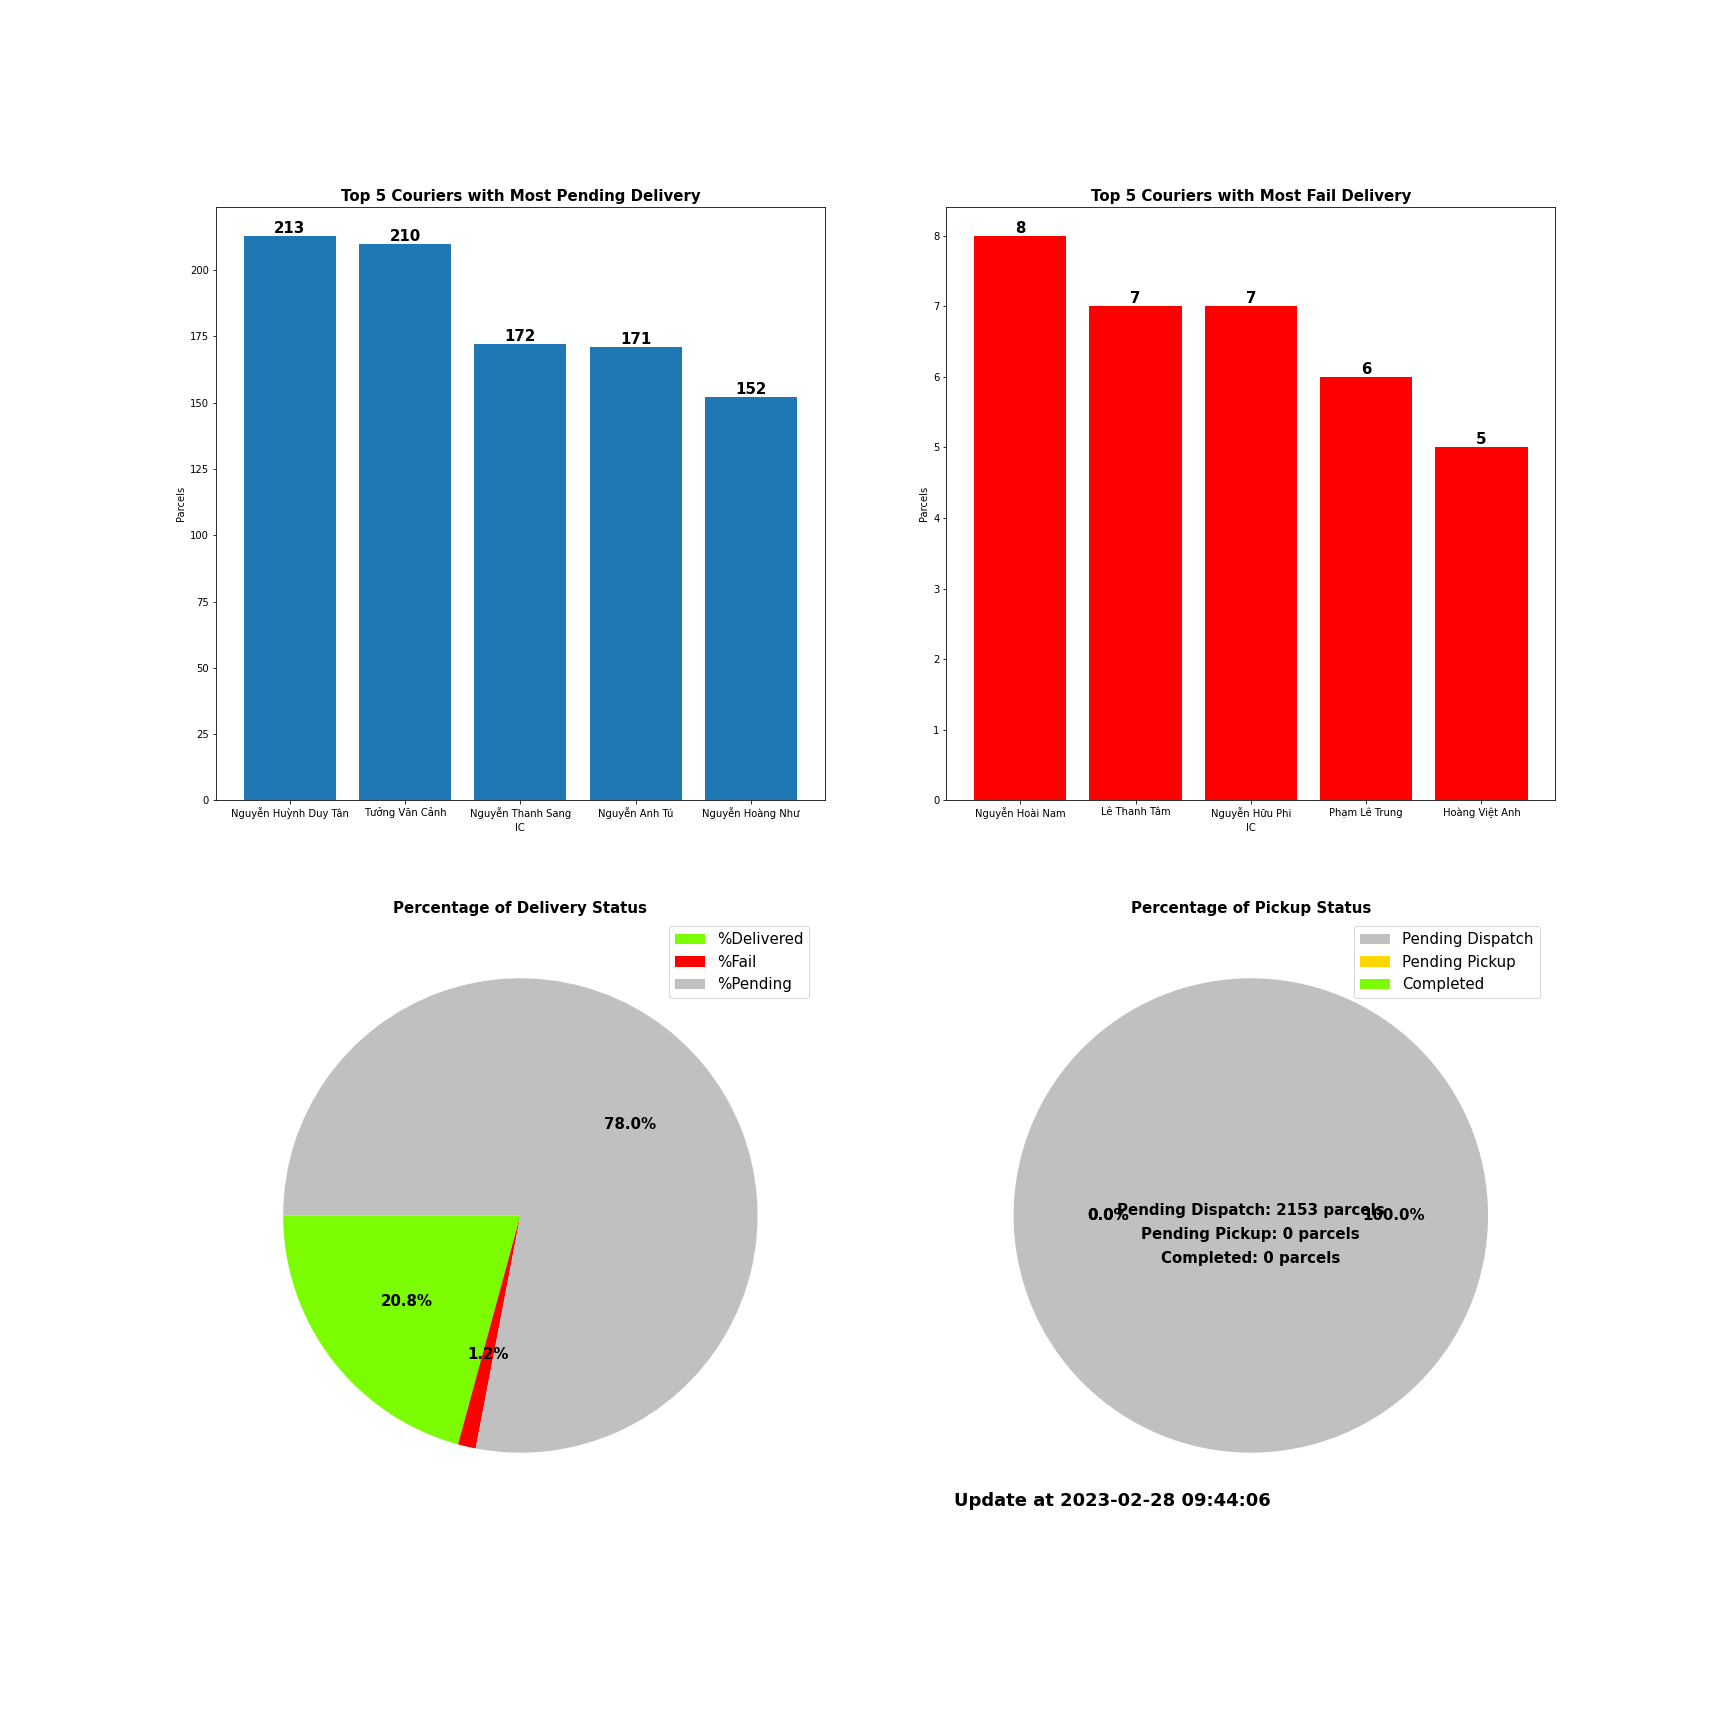 Top 5 Couriers with Most Pending Delivery
213
210
172
171
152
200
175
150
125
100
75
50
25
0
Parcels
Nguyễn Huỳnh Duy Tân
Tưởng Văn Cảnh
Nguyễn Thanh Sang
Nguyễn Anh Tú
Nguyễn Hoàng Như
IC
Top 5 Couriers with Most Fail Delivery
8
7
7
6
5
8
7
6
5
4
3
2
1
0
Parcels
Nguyễn Hoài Nam
Lê Thanh Tâm
Nguyễn Hữu Phi
Phạm Lê Trung
Hoàng Việt Anh
IC
Percentage of Delivery Status
%Delivered
%Fail
%Pending
78.0%
20.8%
1.2%
Percentage of Pickup Status
Pending Dispatch
Pending Pickup
Completed
0.0%
Pending Dispatch: 2153 parcels
100.0%
Pending Pickup: 0 parcels
Completed: 0 parcels
Update at 2023-02-28 09:44:06